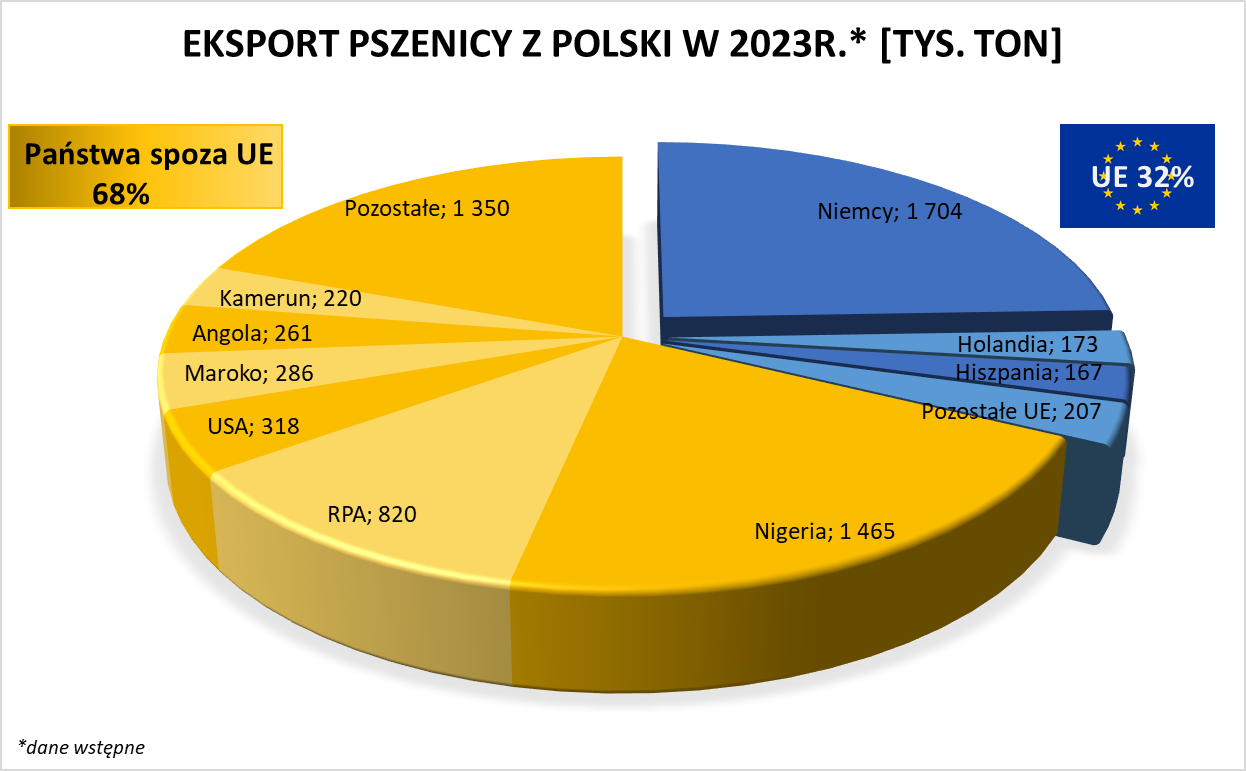 EKSPORT PSZENICY Z POLSKI W 2023R.* [TYS. TON]
Państwa spoza UE
68%
UE 32%
Pozostałe; 1 350
Niemcy; 1 704
Kamerun; 220
Angola; 261
Holandia; 173
Maroko; 286
Hiszpania; 167
USA; 318
Pozostałe UE; 207
RPA; 820
Nigeria; 1 465
*dane wstępne